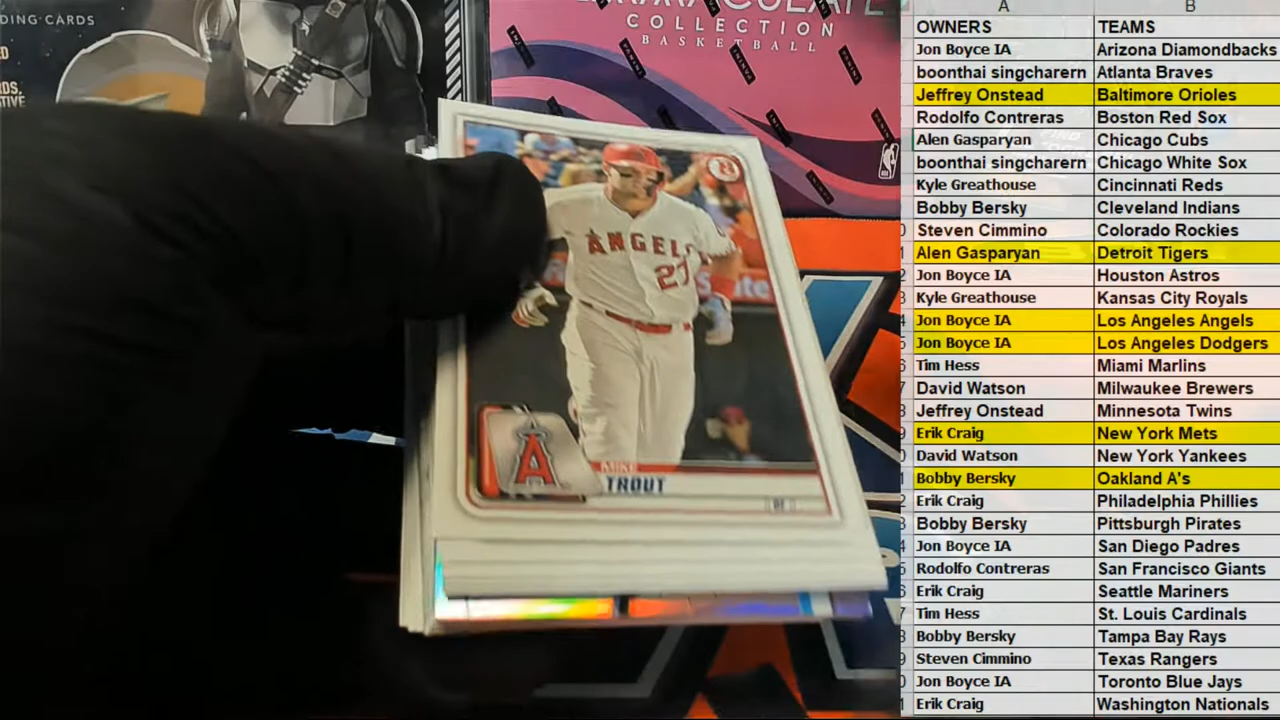 DING CARDS
COLLECTION
BASKETBALL
ANGELS
27
MIKE
TROUT
A B
OWNERS TEAMS
Jon Boyce IA Arizona Diamondbacks
boonthai singcharern Atlanta Braves
Jeffrey Onstead Baltimore Orioles
Rodolfo Contreras Boston Red Sox
Alen Gasparyan Chicago Cubs
boonthai singcharern Chicago White Sox
Kyle Greathouse Cincinnati Reds
Bobby Bersky Cleveland Indians
Steven Cimmino Colorado Rockies
Alen Gasparyan Detroit Tigers
Jon Boyce IA Houston Astros
Kyle Greathouse Kansas City Royals
Jon Boyce IA Los Angeles Angels
Jon Boyce IA Los Angeles Dodgers
Tim Hess Miami Marlins
David Watson Milwaukee Brewers
Jeffrey Onstead Minnesota Twins
Erik Craig New York Mets
David Watson New York Yankees
Bobby Bersky Oakland A's
Erik Craig Philadelphia Phillies
Bobby Bersky Pittsburgh Pirates
Jon Boyce IA San Diego Padres
Rodolfo Contreras San Francisco Giants
Erik Craig Seattle Mariners
Tim Hess St. Louis Cardinals
Bobby Bersky Tampa Bay Rays
Steven Cimmino Texas Rangers
Jon Boyce IA Toronto Blue Jays
Erik Craig Washington Nationals